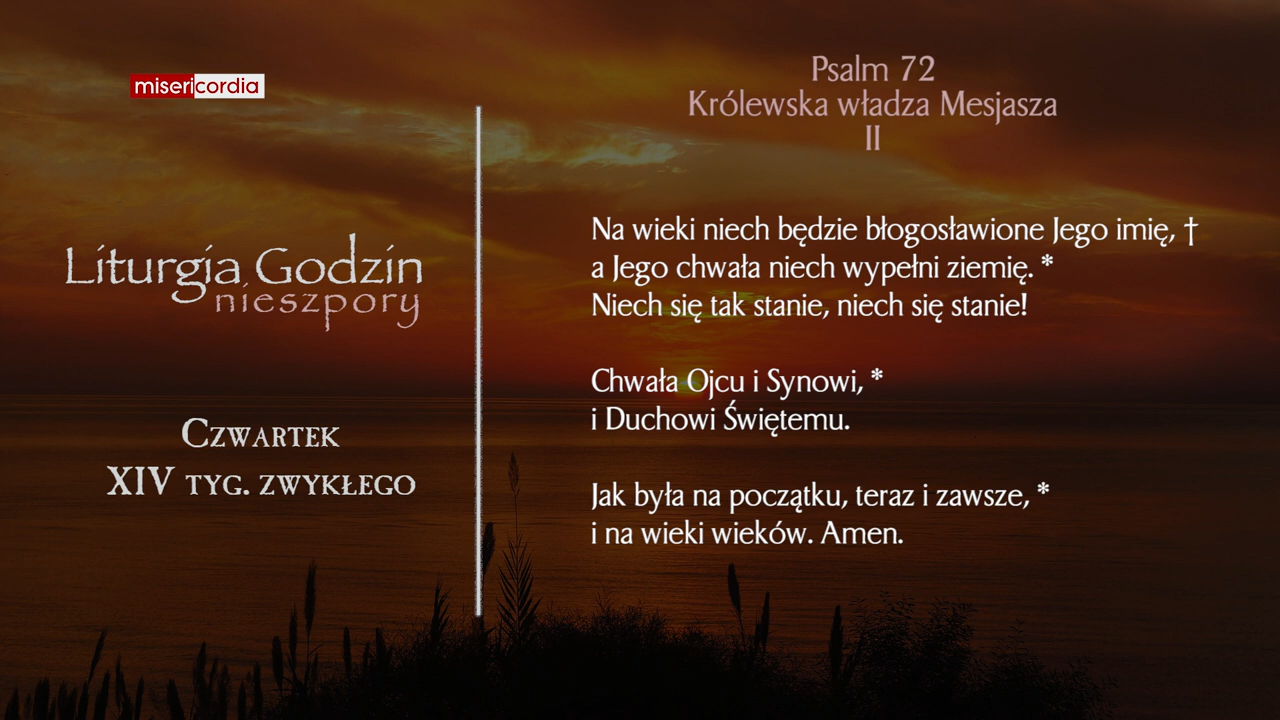 misericordia
Liturgia Godzin
nieszpory
Czwartek
XIV tyg. zwykłego
Psalm 72
Królewska władza Mesjasza
II
Na wieki niech będzie błogosławione Jego imię, †
a Jego chwała niech wypełni ziemię. *
Niech się tak stanie, niech się stanie!
Chwała Ojcu i Synowi, *
i Duchowi Świętemu.
Jak była na początku, teraz i zawsze, *
i na wieki wieków. Amen.